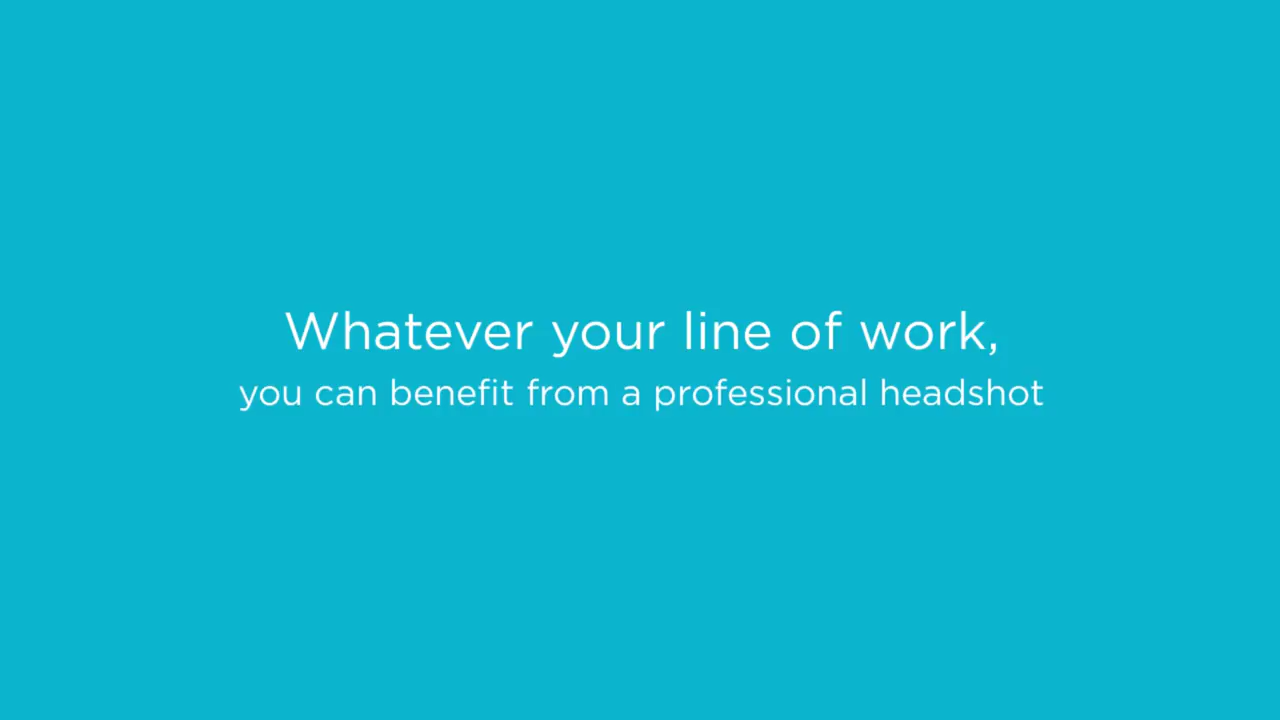 Whatever your line of work,
you can benefit from a professional headshot